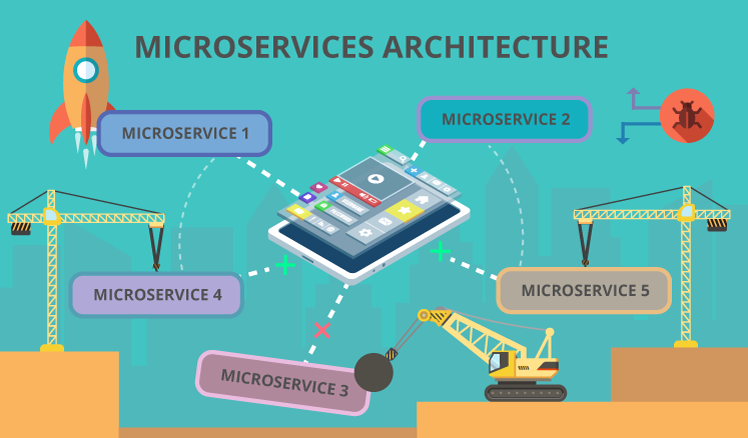 MICROSERVICES ARCHITECTURE
MICROSERVICE 1
MICROSERVICE 2
MICROSERVICE 4
MICROSERVICE 5
MICROSERVICE 3